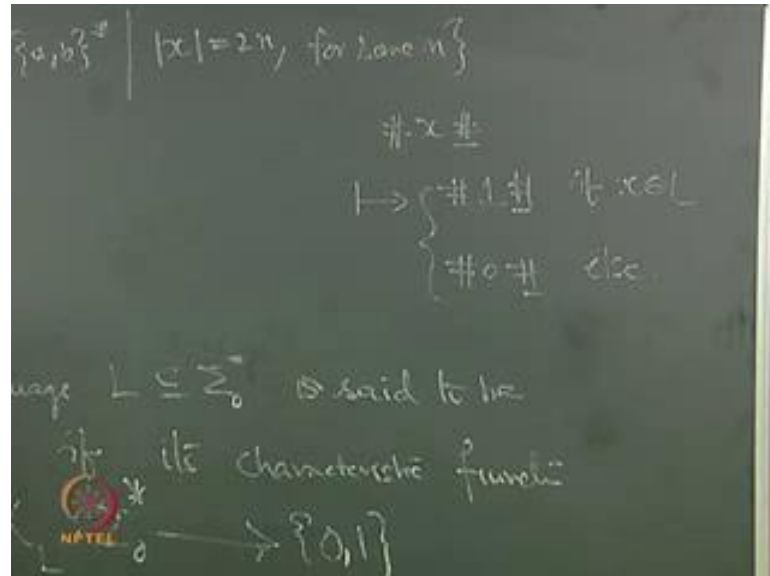 {a,b}* | |x| = 2n, for some n}
# x #
↦ { # 1 # if x ∈ L
# 0 # else
uage L ⊆ Σ₀* is said to be
if its characteristic functi
L ₀* → {0,1}
NPTEL